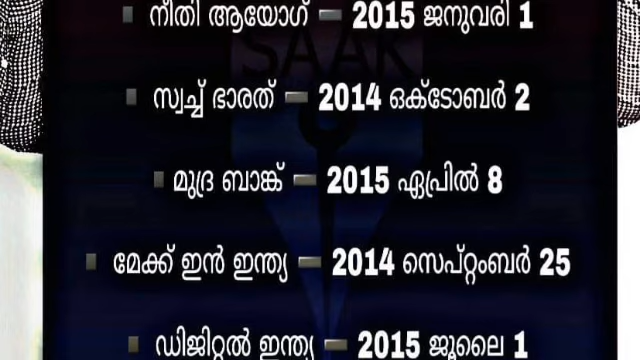 ▪ നീതി ആയോഗ് – 2015 ജനുവരി 1
▪ സ്വച്ച് ഭാരത് – 2014 ഒക്ടോബർ 2
▪ മുദ്ര ബാങ്ക് – 2015 ഏപ്രിൽ 8
▪ മേക്ക് ഇൻ ഇന്ത്യ – 2014 സെപ്റ്റംബർ 25
▪ ഡിജിറ്റൽ ഇന്ത്യ – 2015 ജൂലൈ 1